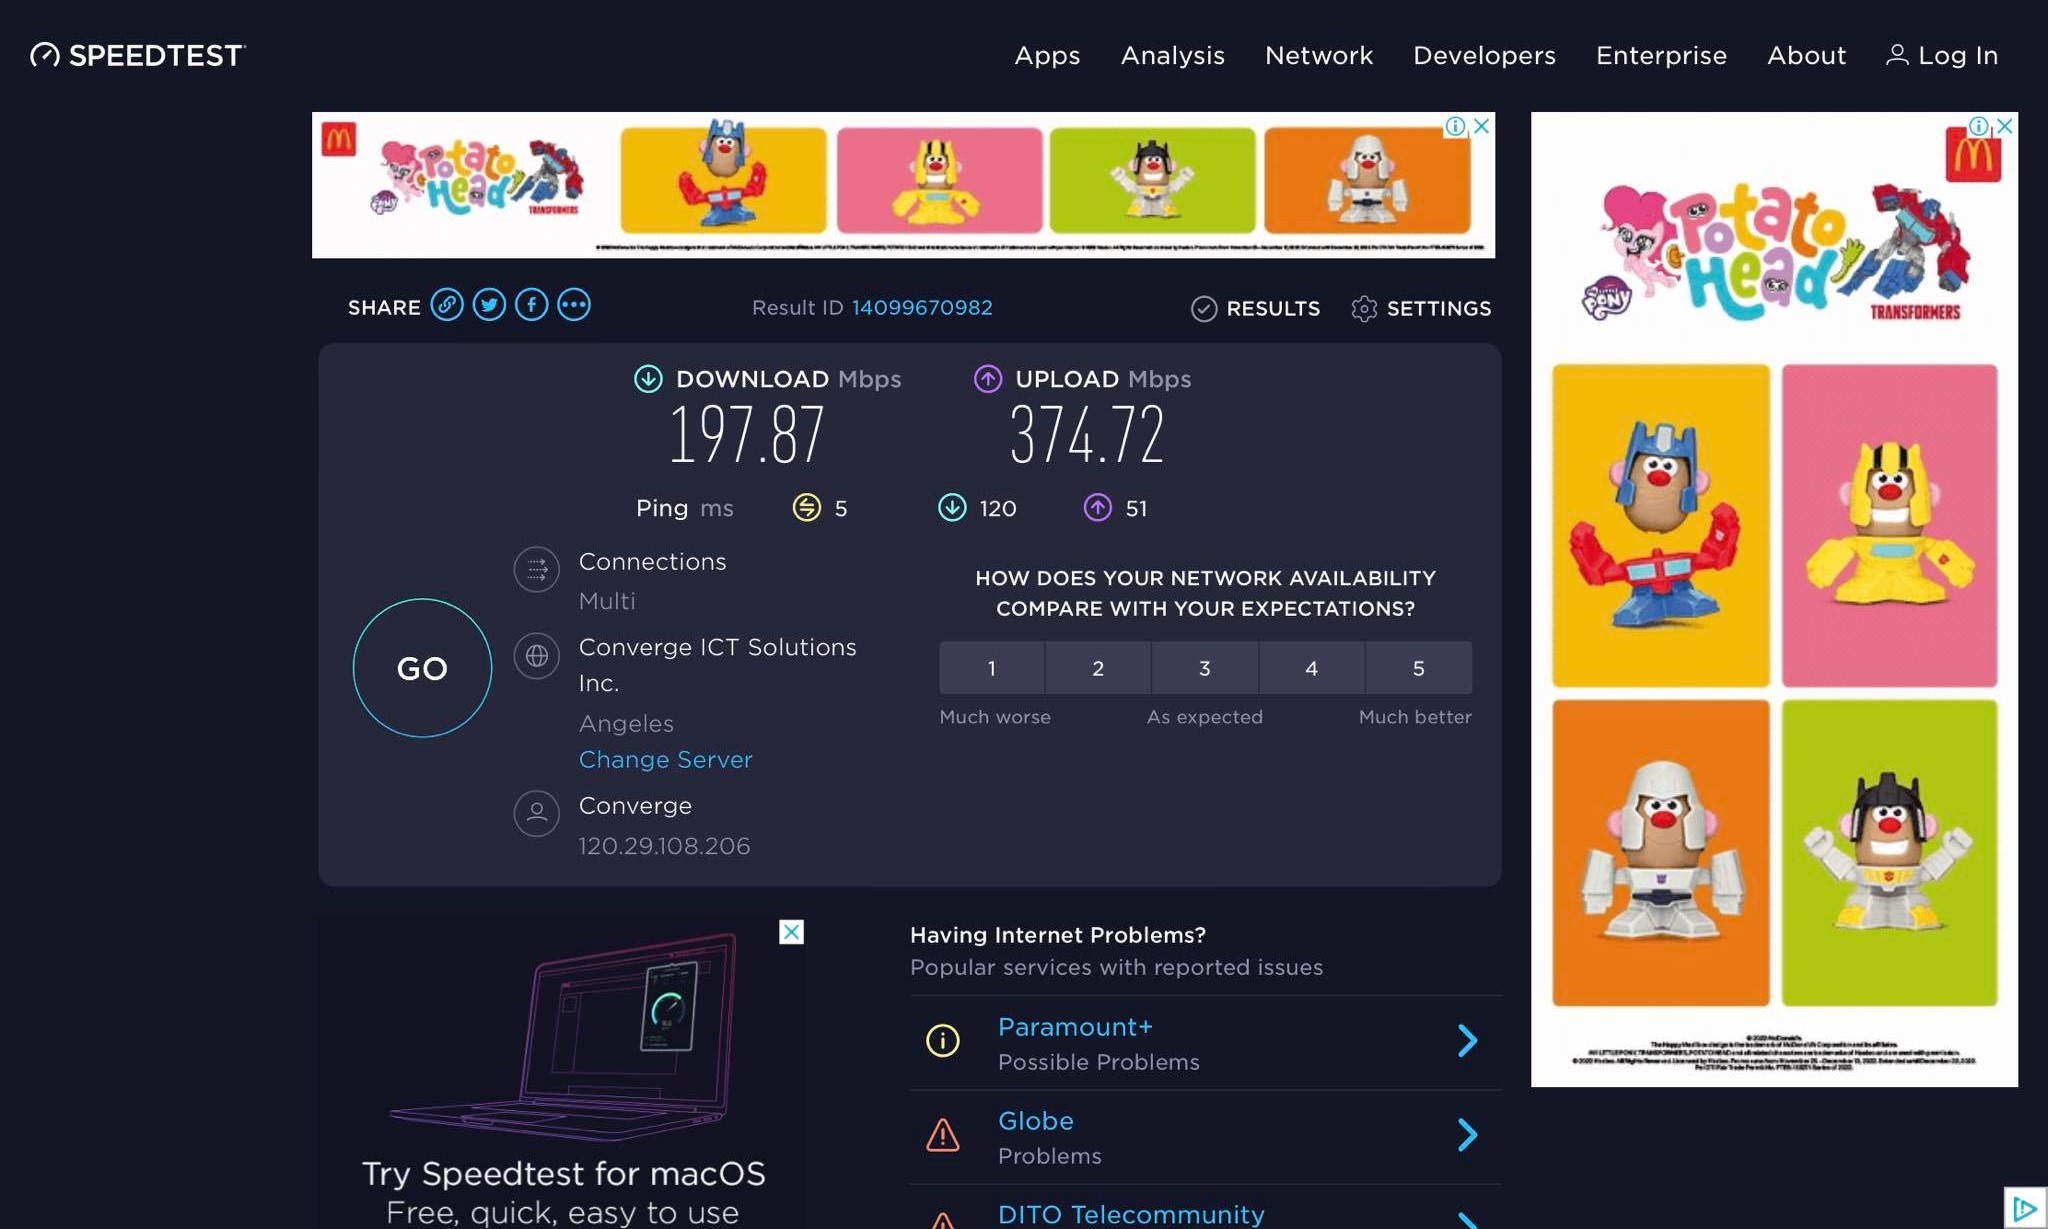 SPEEDTEST
Apps Analysis Network Developers Enterprise About Log In
Potato Head
TRANSFORMERS
SHARE
Result ID 14099670982
RESULTS SETTINGS
DOWNLOAD Mbps
197.87
UPLOAD Mbps
374.72
Ping ms 5 120 51
GO
Connections
Multi
Converge ICT Solutions
Inc.
Angeles
Change Server
Converge
120.29.108.206
HOW DOES YOUR NETWORK AVAILABILITY
COMPARE WITH YOUR EXPECTATIONS?
1 2 3 4 5
Much worse As expected Much better
Try Speedtest for macOS
Free, quick, easy to use
Having Internet Problems?
Popular services with reported issues
Paramount+
Possible Problems
Globe
Problems
DITO Telecommunity
Potato
Head
Pony
TRANSFORMERS